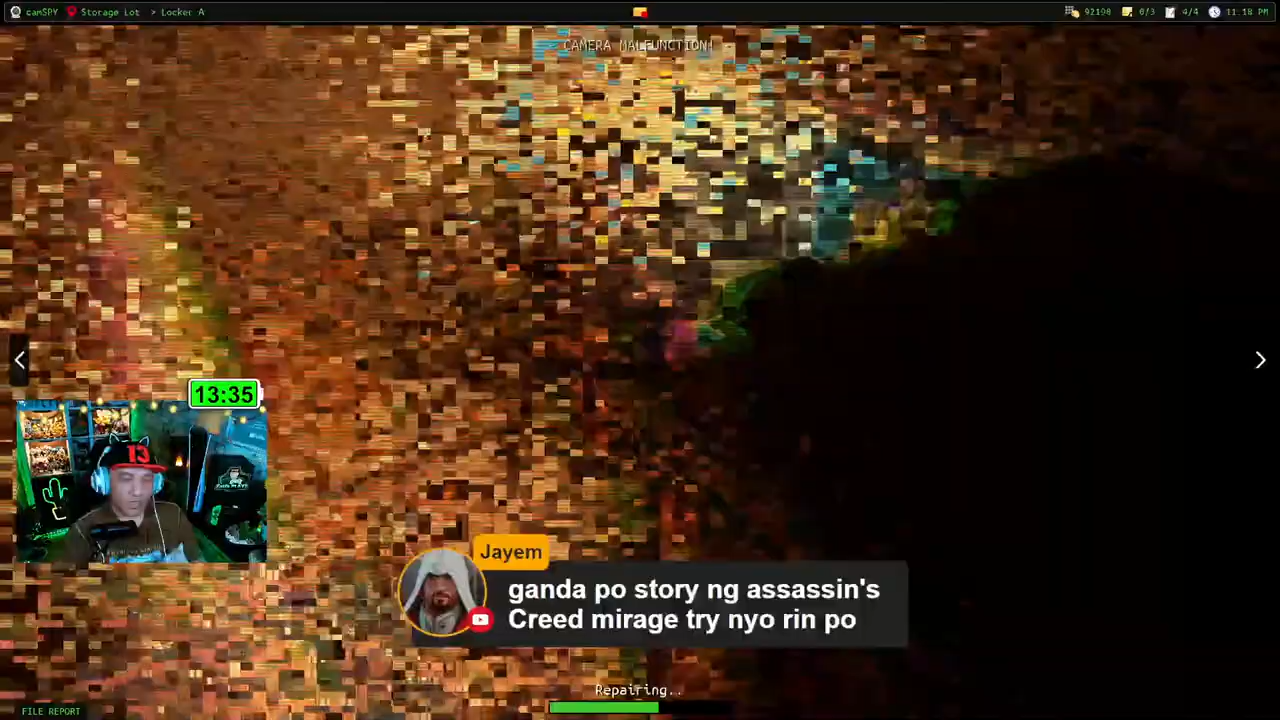 camSPY Storage Lot > Locker A
92108 0/3 4/4 11.18 PM
CAMERA MALFUNCTION!
13:35
13
Jayem
ganda po story ng assassin's
Creed mirage try nyo rin po
Repairing..
FILE REPORT